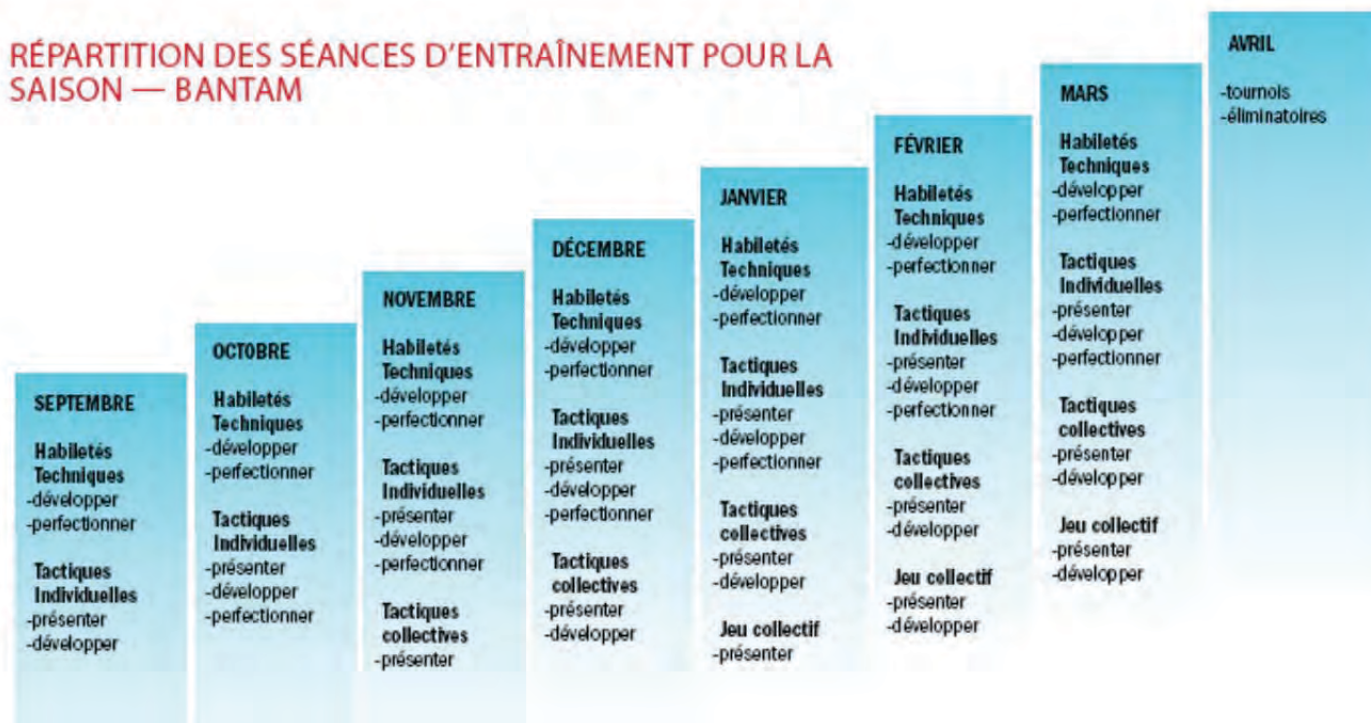 RÉPARTITION DES SÉANCES D'ENTRAÎNEMENT POUR LA
SAISON — BANTAM
SEPTEMBRE
Habiletés
Techniques
-développer
-perfectionner
Tactiques
Individuelles
-présenter
-développer
OCTOBRE
Habiletés
Techniques
-développer
-perfectionner
Tactiques
Individuelles
-présenter
-développer
-perfectionner
NOVEMBRE
Habiletés
Techniques
-développer
-perfectionner
Tactiques
Individuelles
-présenter
-développer
-perfectionner
Tactiques
collectives
-présenter
DÉCEMBRE
Habiletés
Techniques
-développer
-perfectionner
Tactiques
Individuelles
-présenter
-développer
-perfectionner
Tactiques
collectives
-présenter
-développer
JANVIER
Habiletés
Techniques
-développer
-perfectionner
Tactiques
Individuelles
-présenter
-développer
-perfectionner
Tactiques
collectives
-présenter
-développer
Jeu collectif
-présenter
FÉVRIER
Habiletés
Techniques
-développer
-perfectionner
Tactiques
Individuelles
-présenter
-développer
-perfectionner
Tactiques
collectives
-présenter
-développer
Jeu collectif
-présenter
-développer
MARS
Habiletés
Techniques
-développer
-perfectionner
Tactiques
Individuelles
-présenter
-développer
-perfectionner
Tactiques
collectives
-présenter
-développer
Jeu collectif
-présenter
-développer
AVRIL
-tournois
-éliminatoires